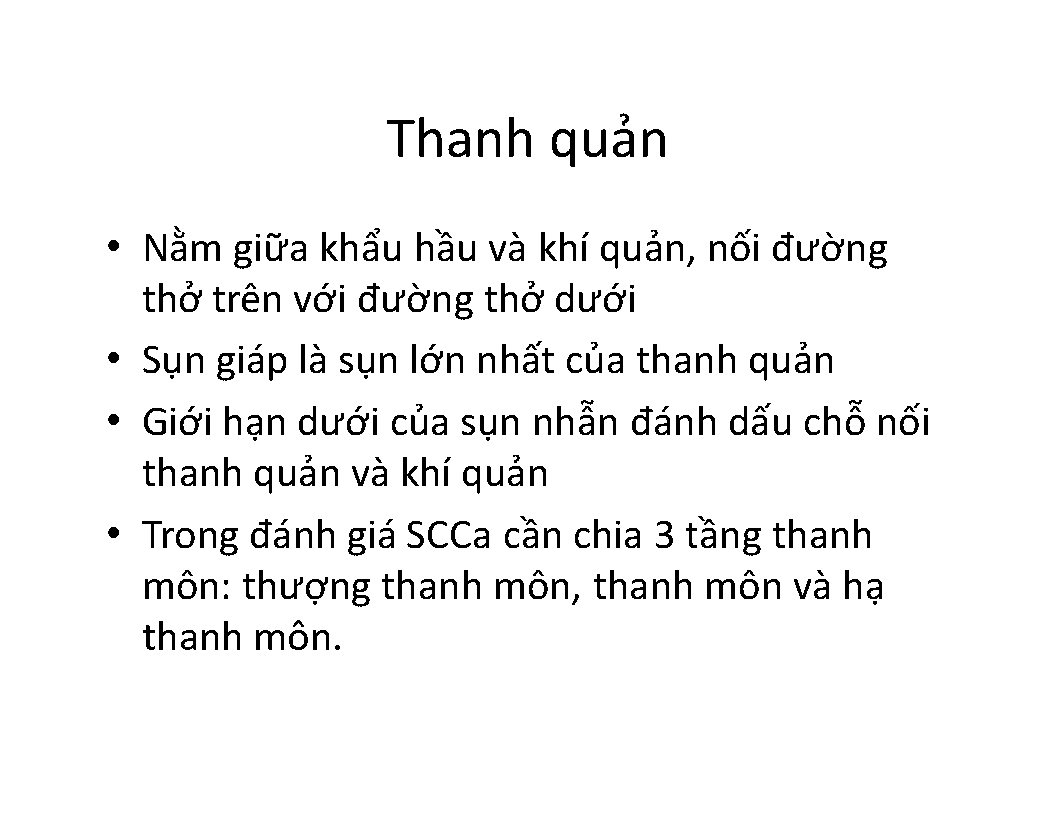 Thanh quản
• Nằm giữa khẩu hầu và khí quản, nối đường
thở trên với đường thở dưới
• Sụn giáp là sụn lớn nhất của thanh quản
• Giới hạn dưới của sụn nhẫn đánh dấu chỗ nối
thanh quản và khí quản
• Trong đánh giá SCCa cần chia 3 tầng thanh
môn: thượng thanh môn, thanh môn và hạ
thanh môn.